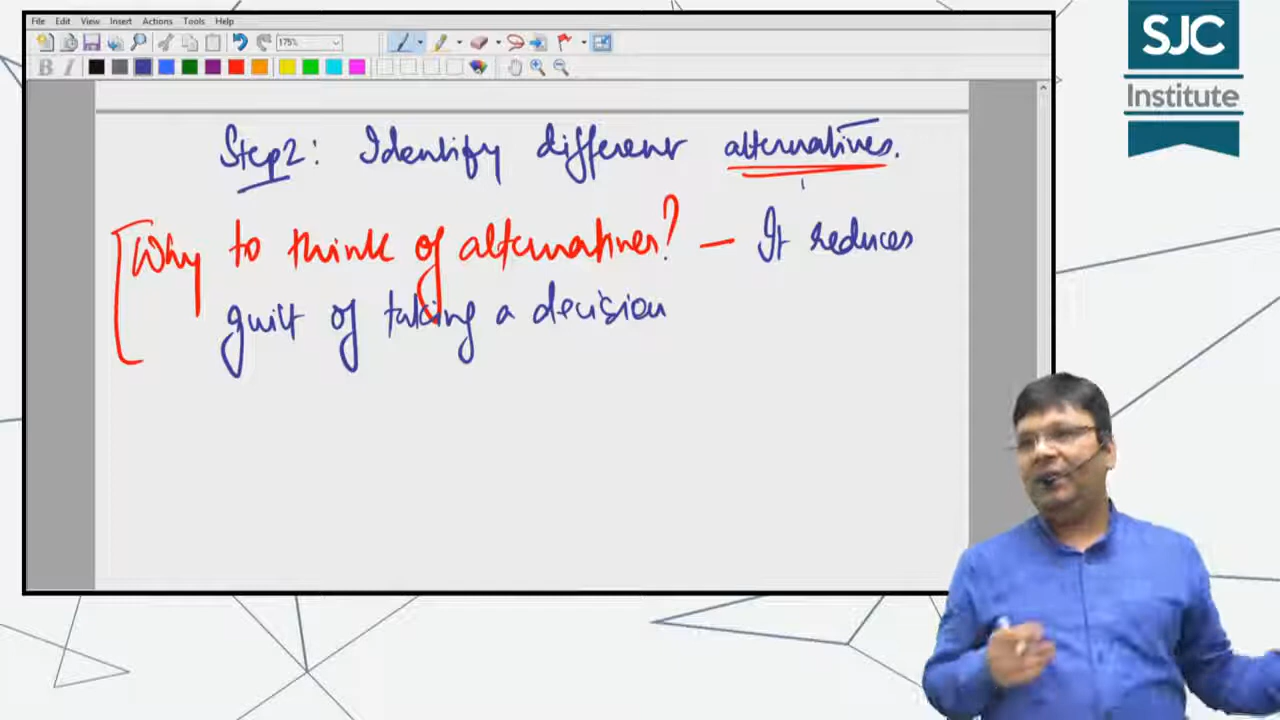 File Edit View Insert Actions Tools Help
175%
B I
SJC
Institute
Step2: Identify different alternatives.
Why to think of alternatives? — It reduces
guilt of taking a decision